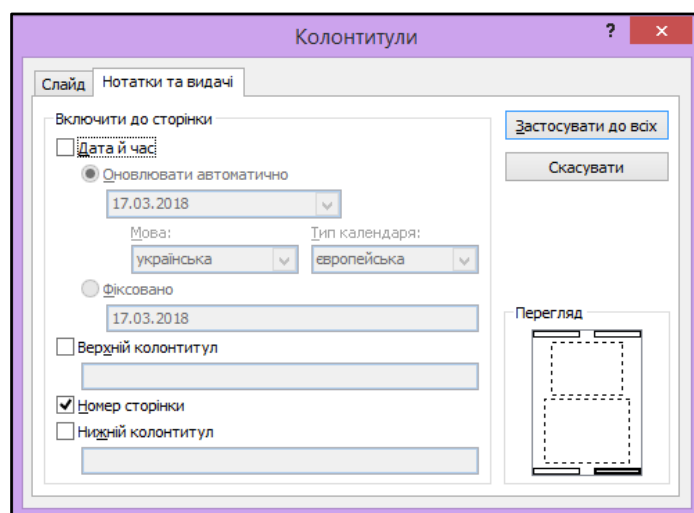 Колонтитули
? ×
Слайд Нотатки та видачі
Включити до сторінки
Дата й час
Оновлювати автоматично
17.03.2018
Мова: Тип календаря:
українська європейська
Фіксовано
17.03.2018
Верхній колонтитул
Номер сторінки
Нижній колонтитул
Застосувати до всіх
Скасувати
Перегляд